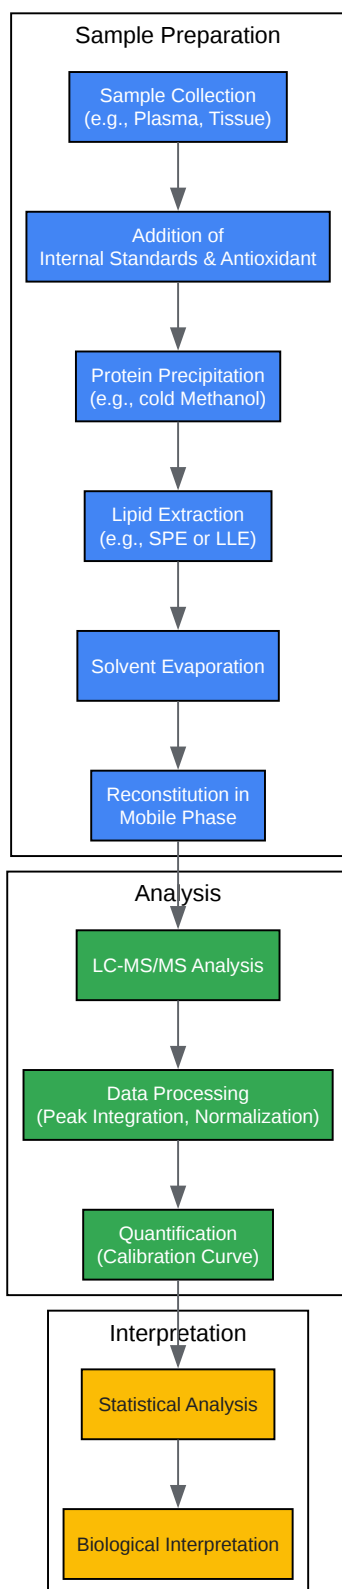 Sample Preparation
Sample Collection
(e.g., Plasma, Tissue)
Addition of
Internal Standards & Antioxidant
Protein Precipitation
(e.g., cold Methanol)
Lipid Extraction
(e.g., SPE or LLE)
Solvent Evaporation
Reconstitution in
Mobile Phase
Analysis
LC-MS/MS Analysis
Data Processing
(Peak Integration, Normalization)
Quantification
(Calibration Curve)
Interpretation
Statistical Analysis
Biological Interpretation